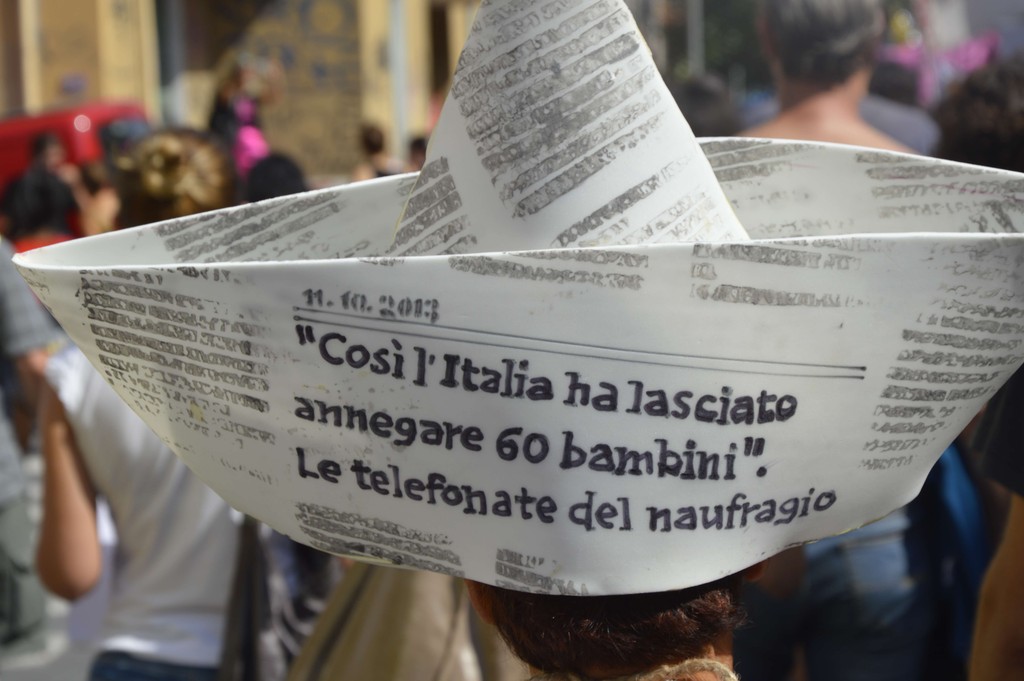 11.10.2013
"Così l'Italia ha lasciato
annegare 60 bambini".
Le telefonate del naufragio